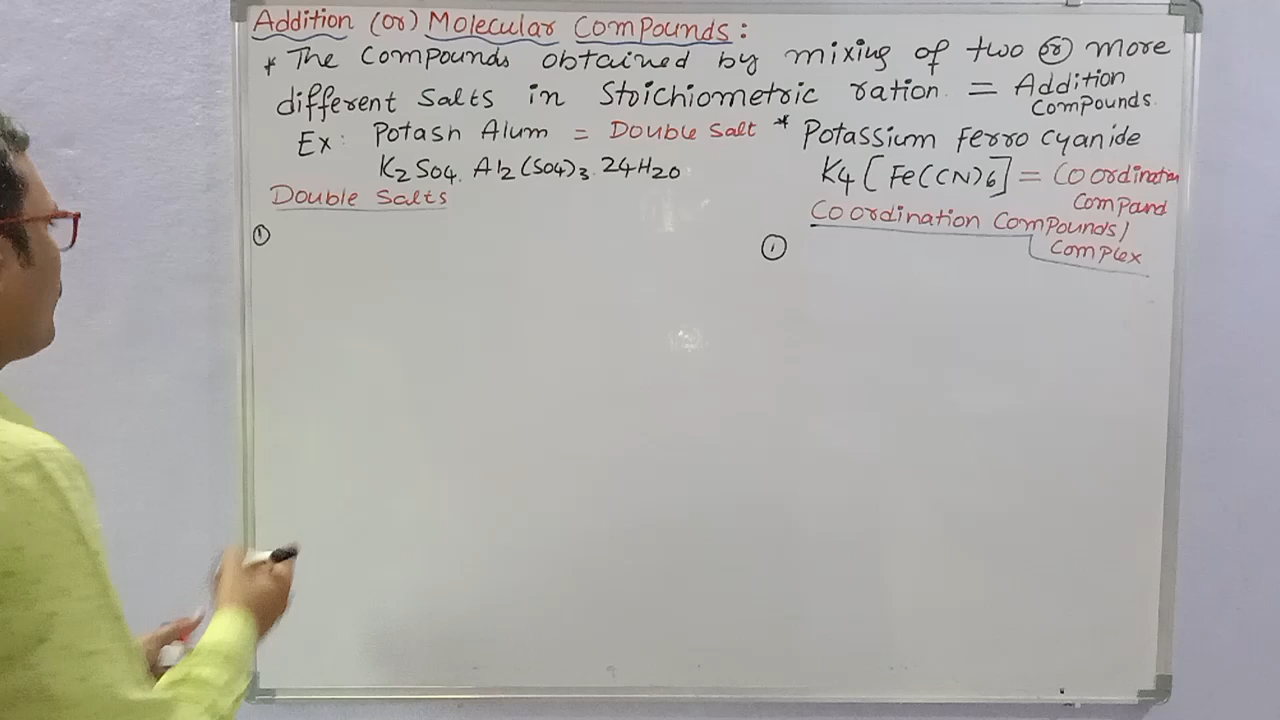 Addition (or) Molecular Compounds:
* The compounds obtained by mixing of two (or) more
different salts in Stoichiometric ration = Addition
compounds.
Ex: Potash Alum = Double Salt * Potassium Ferro cyanide
K2SO4. Al2(SO4)3. 24H2O K4[Fe(CN)6] = Coordination
Compound
Double Salts
Coordination Compounds/
Complex
① ①